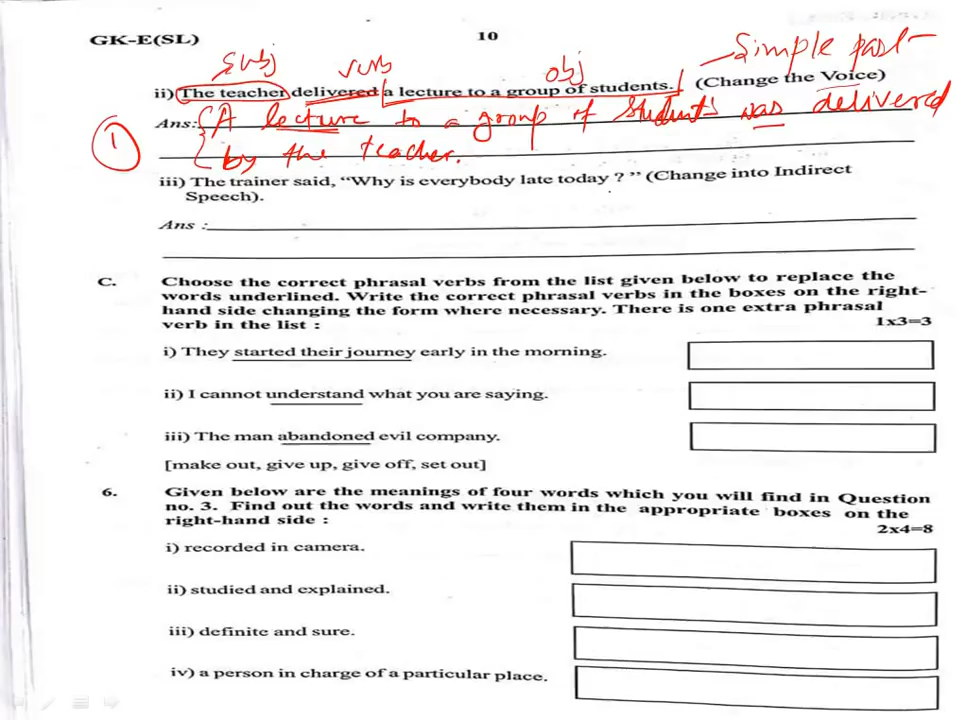 GK-E(SL)
10
subj verb obj Simple past
ii) The teacher delivered a lecture to a group of students. (Change the Voice)
Ans: A lecture to a group of students was delivered
1
by the teacher.
iii) The trainer said, “Why is everybody late today ? ” (Change into Indirect
Speech).
Ans :
C. Choose the correct phrasal verbs from the list given below to replace the
words underlined. Write the correct phrasal verbs in the boxes on the right-
hand side changing the form where necessary. There is one extra phrasal
verb in the list : 1x3=3
i) They started their journey early in the morning.
ii) I cannot understand what you are saying.
iii) The man abandoned evil company.
[make out, give up, give off, set out]
6. Given below are the meanings of four words which you will find in Question
no. 3. Find out the words and write them in the appropriate boxes on the
right-hand side : 2x4=8
i) recorded in camera.
ii) studied and explained.
iii) definite and sure.
iv) a person in charge of a particular place.